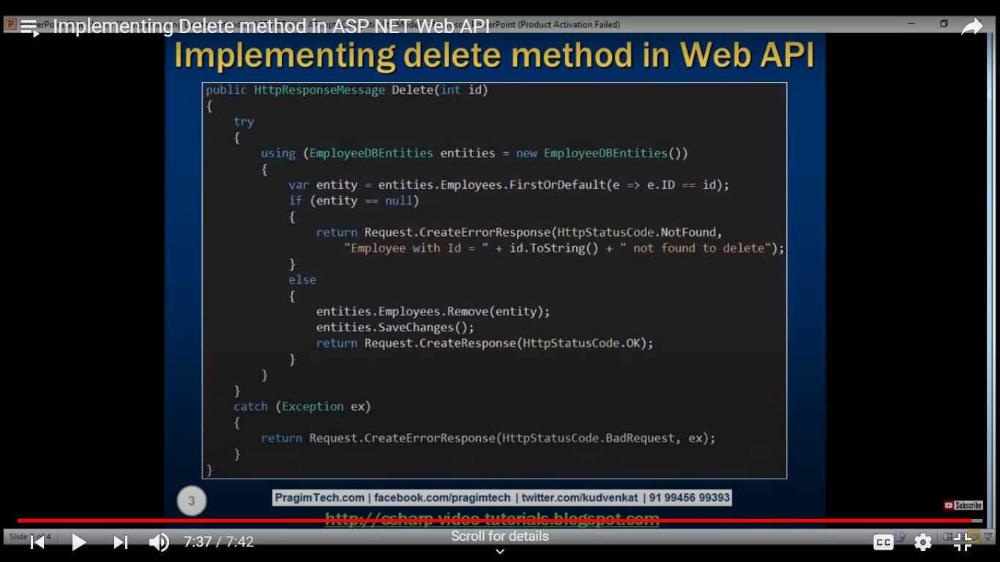 Implementing Delete method in ASP NET Web API
PowerPoint (Product Activation Failed)
Implementing delete method in Web API
public HttpResponseMessage Delete(int id)
{
try
{
using (EmployeeDBEntities entities = new EmployeeDBEntities())
{
var entity = entities.Employees.FirstOrDefault(e => e.ID == id);
if (entity == null)
{
return Request.CreateErrorResponse(HttpStatusCode.NotFound,
"Employee with Id = " + id.ToString() + " not found to delete");
}
else
{
entities.Employees.Remove(entity);
entities.SaveChanges();
return Request.CreateResponse(HttpStatusCode.OK);
}
}
}
catch (Exception ex)
{
return Request.CreateErrorResponse(HttpStatusCode.BadRequest, ex);
}
}
3
PragimTech.com | facebook.com/pragimtech | twitter.com/kudvenkat | 91 99456 99393
Subscribe
http://csharp-video-tutorials.blogspot.com
Slide of 4
7:37 / 7:42
Scroll for details
CC